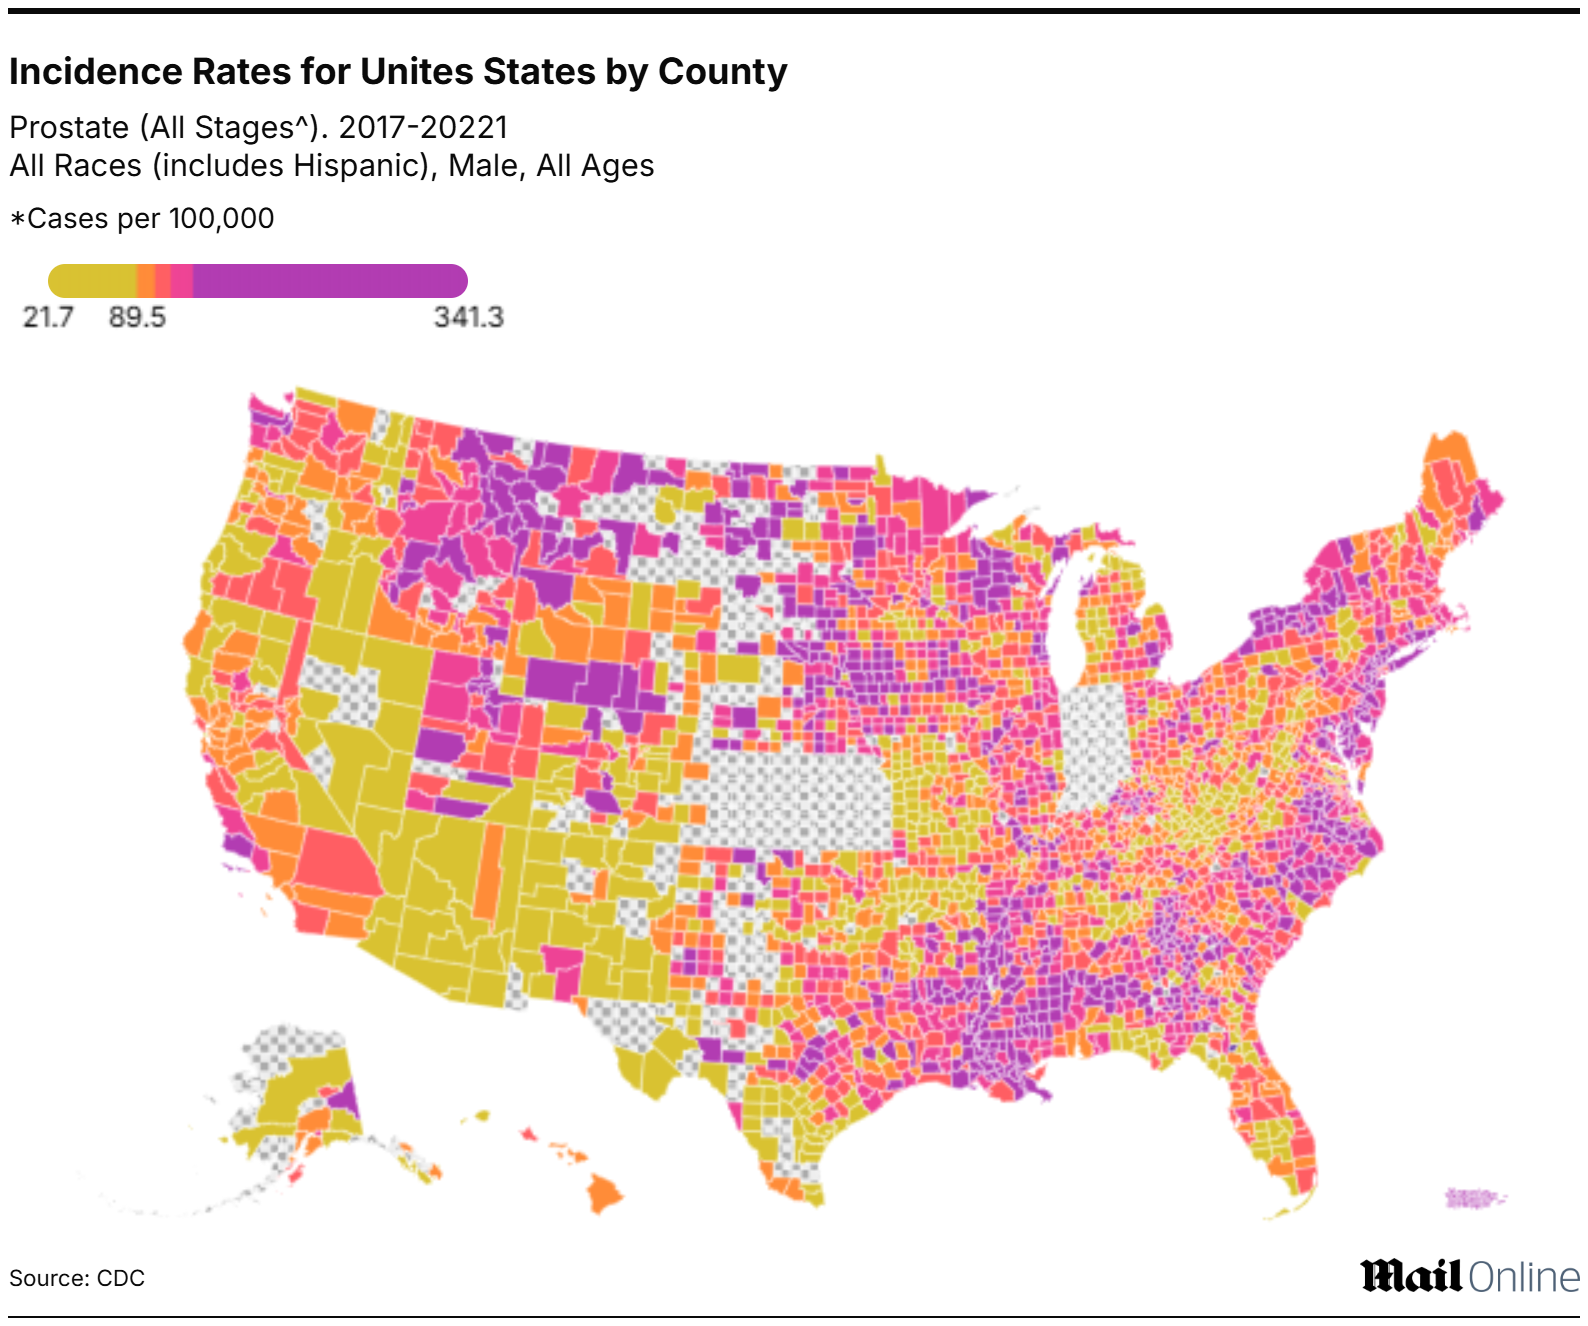 Incidence Rates for Unites States by County
Prostate (All Stages^). 2017-20221
All Races (includes Hispanic), Male, All Ages
*Cases per 100,000
21.7 89.5 341.3
Source: CDC
Mail Online